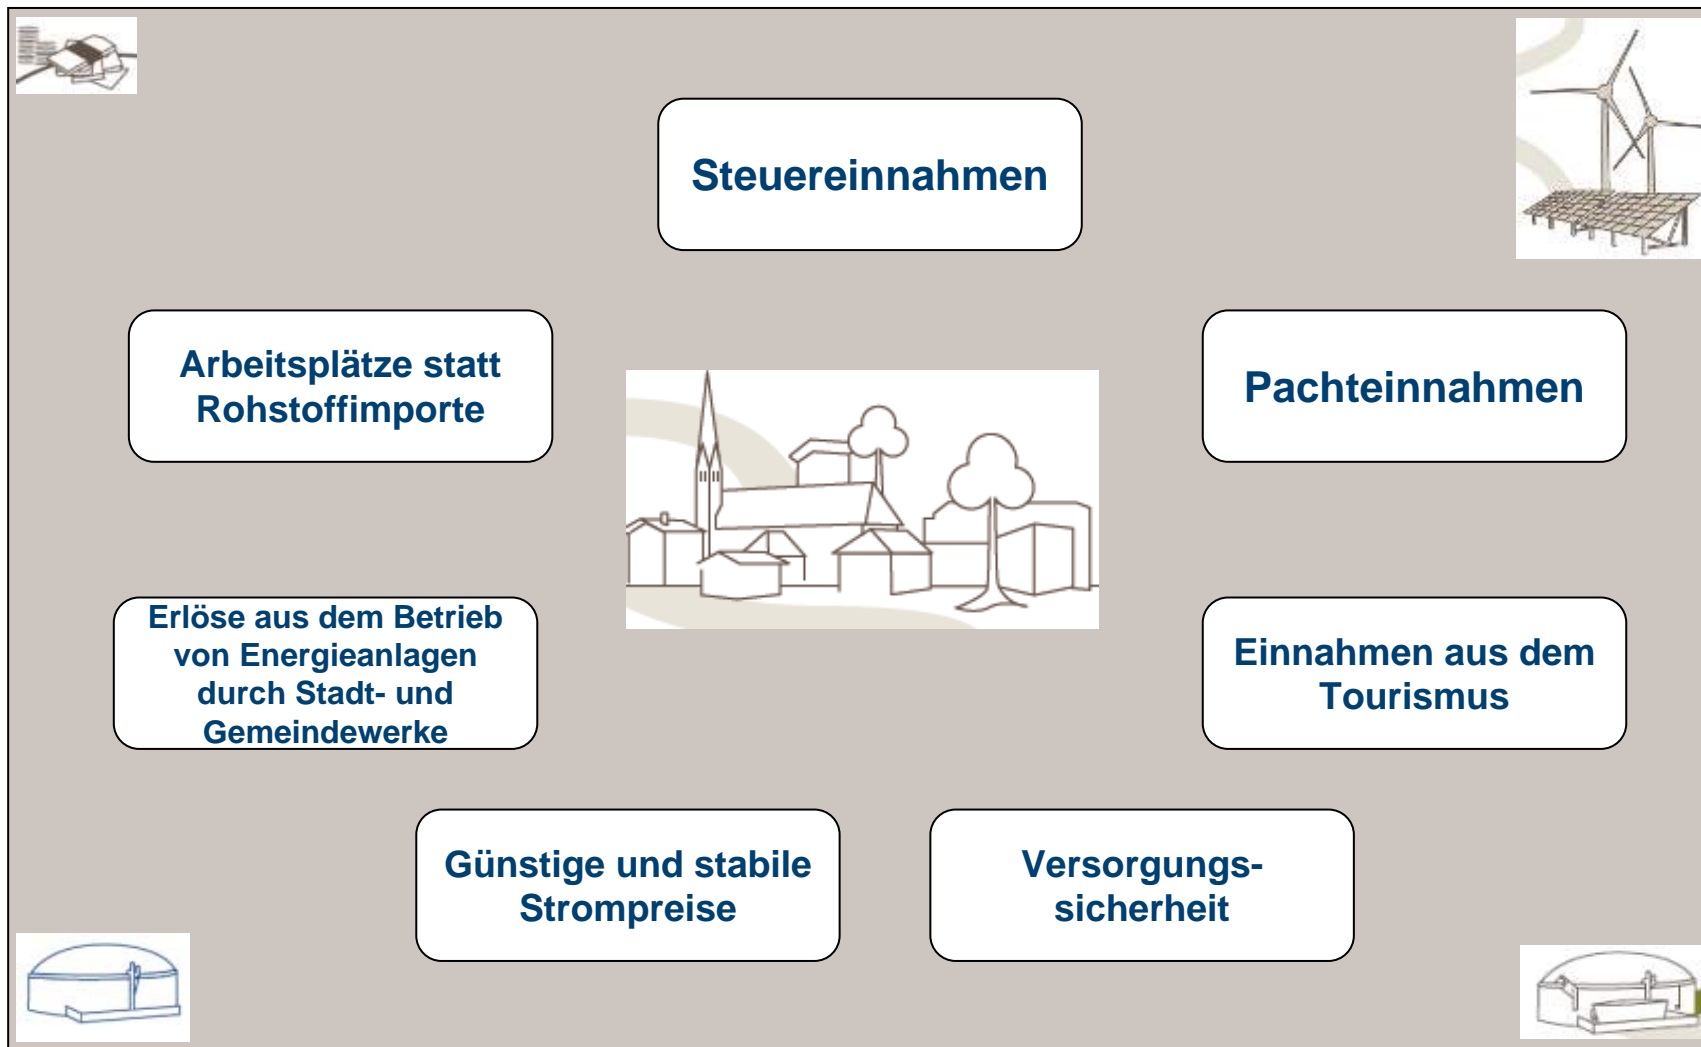 Steuereinnahmen
Arbeitsplätze statt
Rohstoffimporte
Pachteinnahmen
Erlöse aus dem Betrieb
von Energieanlagen
durch Stadt- und
Gemeindewerke
Einnahmen aus dem
Tourismus
Günstige und stabile
Strompreise
Versorgungs-
sicherheit